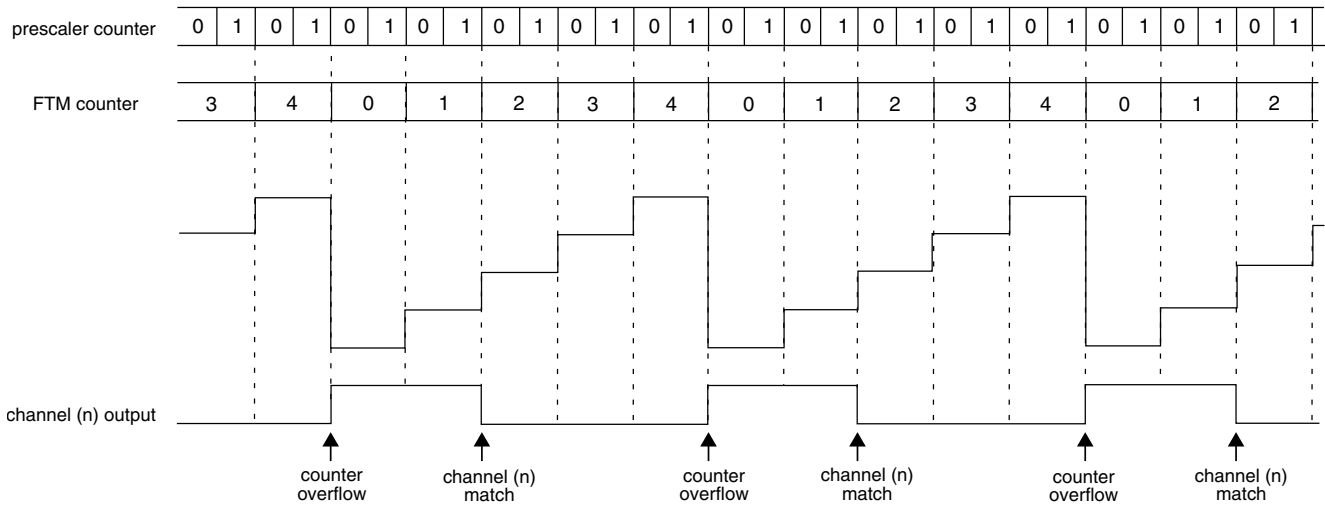 prescaler counter 0 1 0 1 0 1 0 1 0 1 0 1 0 1 0 1 0 1 0 1 0 1 0 1 0 1 0 1 0 1
FTM counter 3 4 0 1 2 3 4 0 1 2 3 4 0 1 2
channel (n) output
counter overflow
channel (n) match
counter overflow
channel (n) match
counter overflow
channel (n) match